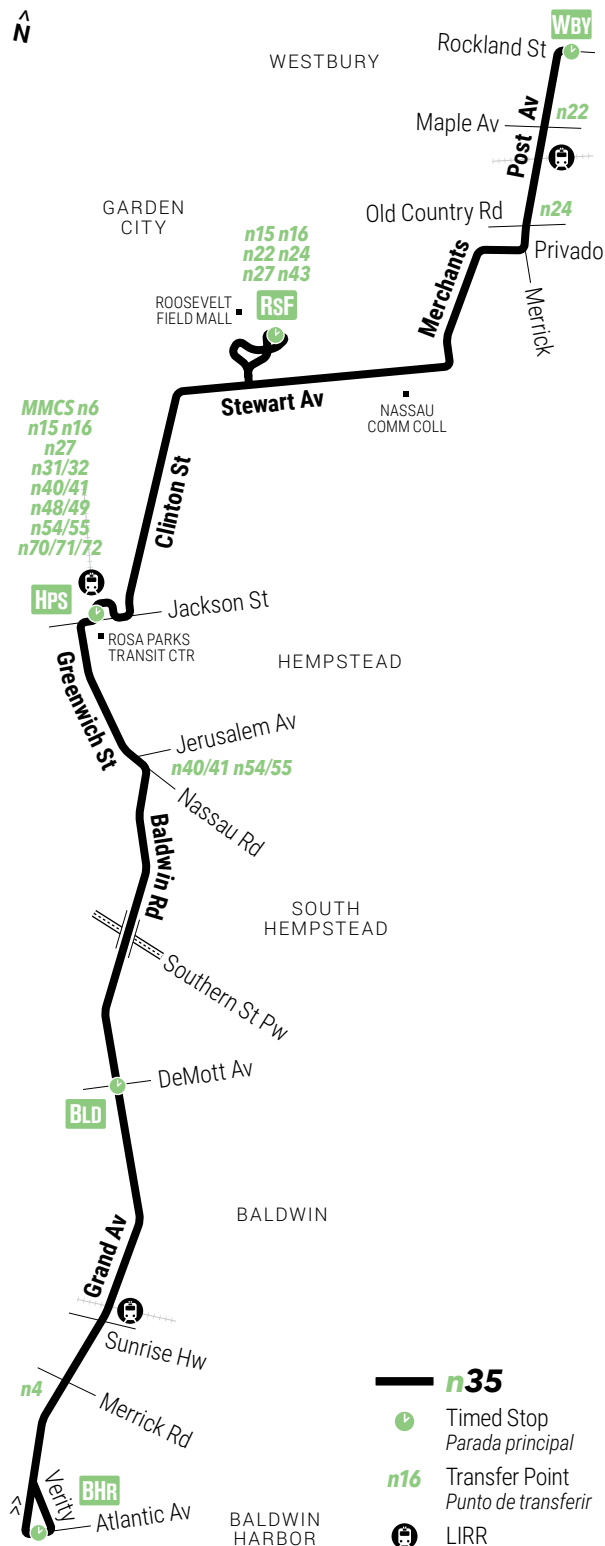 N
WBY
Rockland St
WESTBURY
Post Av
n22
Maple Av
GARDEN
CITY
Old Country Rd
n24
n15 n16
n22 n24
n27 n43
Privado
Merchants
Merrick
ROOSEVELT
FIELD MALL
RSF
Stewart Av
NASSAU
COMM COLL
MMCS n6
n15 n16
n27
n31/32
n40/41
n48/49
n54/55
n70/71/72
Clinton St
HPS
Jackson St
ROSA PARKS
TRANSIT CTR
HEMPSTEAD
Greenwich St
Jerusalem Av
n40/41 n54/55
Nassau Rd
Baldwin Rd
SOUTH
HEMPSTEAD
Southern St Pw
DeMott Av
BLD
BALDWIN
Grand Av
Sunrise Hw
n4
Merrick Rd
n35
Timed Stop
Parada principal
n16
Transfer Point
Punto de transferir
LIRR
Verity
BHR
>>
Atlantic Av
BALDWIN
HARBOR